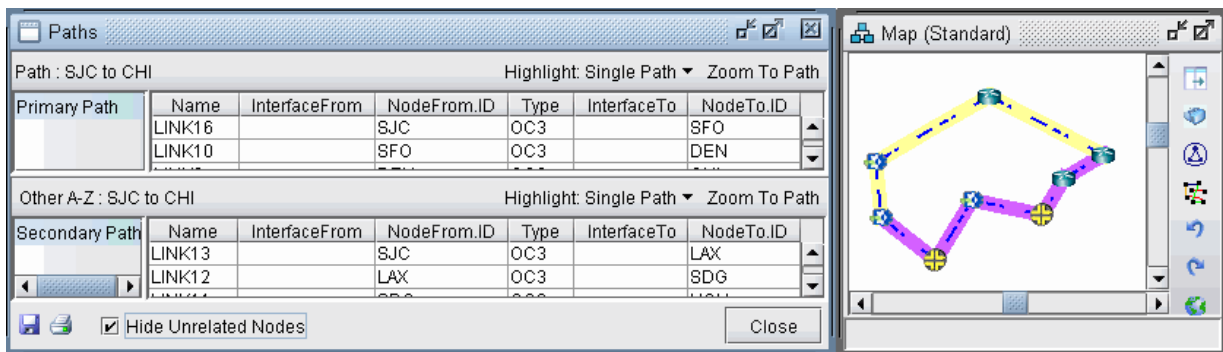 Paths
Path : SJC to CHI Highlight: Single Path Zoom To Path
Primary Path
Name InterfaceFrom NodeFrom.ID Type InterfaceTo NodeTo.ID
LINK16 SJC OC3 SFO
LINK10 SFO OC3 DEN
Other A-Z : SJC to CHI Highlight: Single Path Zoom To Path
Secondary Path
Name InterfaceFrom NodeFrom.ID Type InterfaceTo NodeTo.ID
LINK13 SJC OC3 LAX
LINK12 LAX OC3 SDG
Hide Unrelated Nodes
Close
Map (Standard)